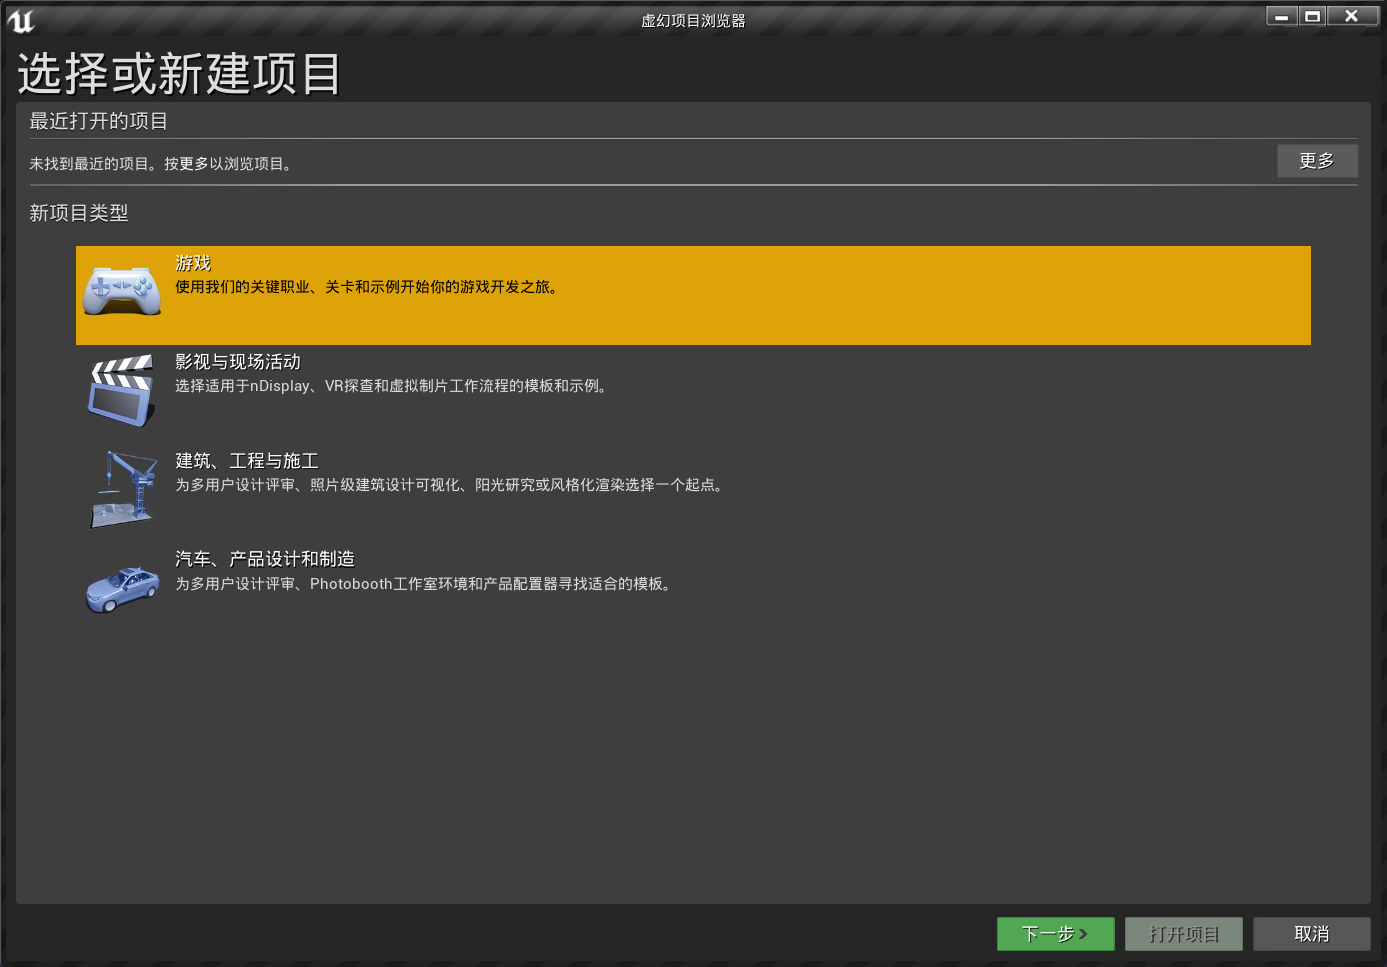 虚幻项目浏览器
选择或新建项目
最近打开的项目
未找到最近的项目。按更多以浏览项目。
更多
新项目类型
游戏
使用我们的关键职业、关卡和示例开始你的游戏开发之旅。
影视与现场活动
选择适用于nDisplay、VR探查和虚拟制片工作流程的模板和示例。
建筑、工程与施工
为多用户设计评审、照片级建筑设计可视化、阳光研究或风格化渲染选择一个起点。
汽车、产品设计和制造
为多用户设计评审、Photobooth工作室环境和产品配置器寻找适合的模板。
下一步>
打开项目
取消